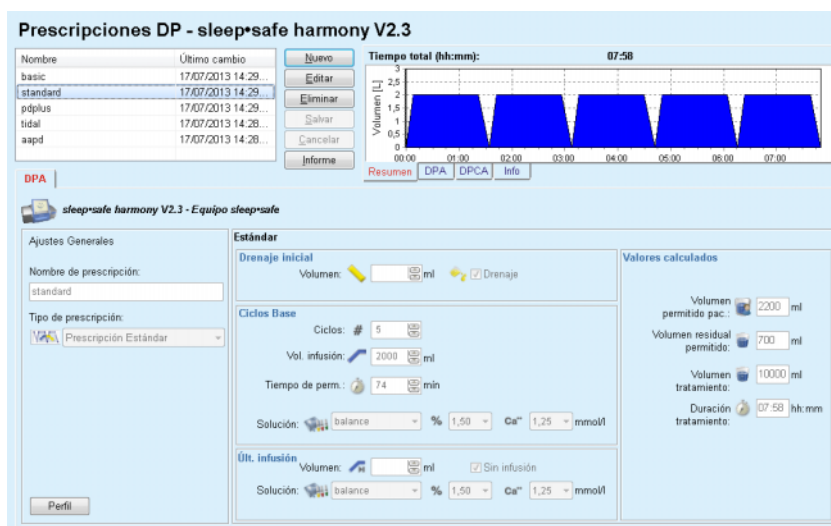 Prescripciones DP - sleep•safe harmony V2.3
Nombre Último cambio
basic 17/07/2013 14:29...
standard 17/07/2013 14:29...
pdplus 17/07/2013 14:29...
tidal 17/07/2013 14:28...
aapd 17/07/2013 14:28...
Nuevo
Editar
Eliminar
Salvar
Cancelar
Informe
Tiempo total (hh:mm): 07:58
Volumen [L]
3
2,5
2
1,5
1
0,5
0
00:00 01:00 02:00 03:00 04:00 05:00 06:00 07:00
Resumen DPA DPCA Info
DPA
sleep•safe harmony V2.3 - Equipo sleep•safe
Ajustes Generales
Nombre de prescripción:
standard
Tipo de prescripción:
Prescripción Estándar
Perfil
Estándar
Drenaje inicial
Volumen: ml Drenaje
Ciclos Base
Ciclos: # 5
Vol. infusión: 2000 ml
Tiempo de perm.: 74 min
Solución: balance % 1,50 Ca'' 1,25 mmol/l
Últ. infusión
Volumen: ml Sin infusión
Solución: balance % 1,50 Ca'' 1,25 mmol/l
Valores calculados
Volumen permitido pac.: 2200 ml
Volumen residual permitido: 700 ml
Volumen tratamiento: 10000 ml
Duración tratamiento: 07:58 hh:mm